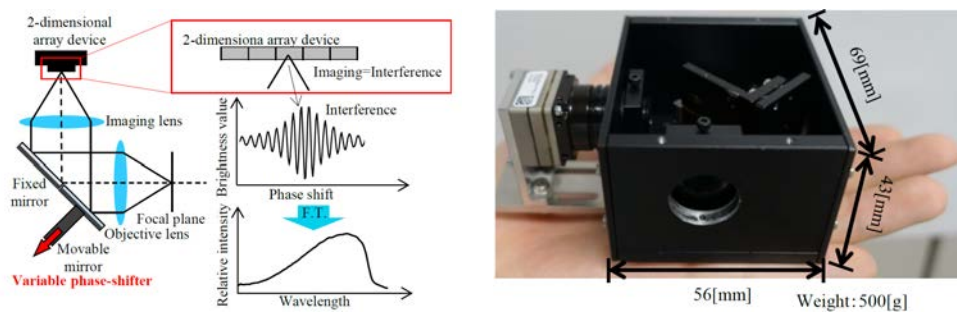 2-dimensional
array device
2-dimensiona array device
Imaging=Interference
Imaging lens
Fixed
mirror
Focal plane
Objective lens
Movable
mirror
Variable phase-shifter
Interference
Brightness value
Phase shift
F.T.
Relative intensity
Wavelength
69[mm]
43[mm]
56[mm]
Weight:500[g]